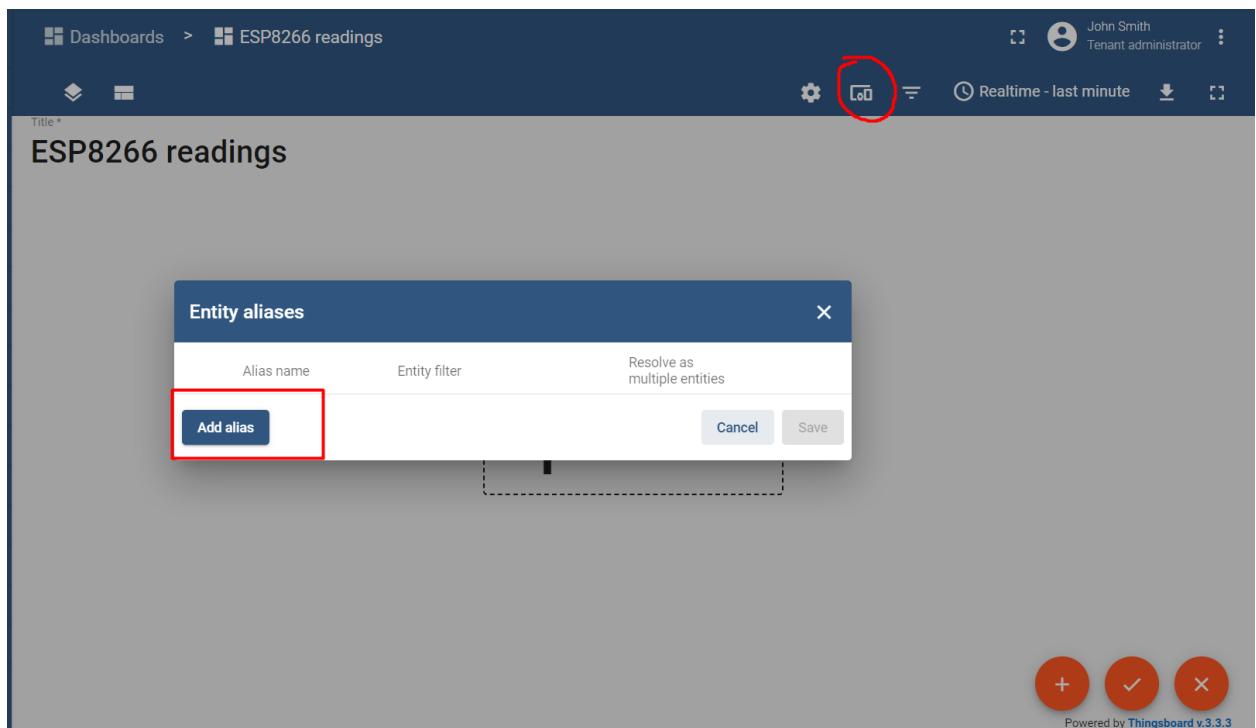 Dashboards > ESP8266 readings
John Smith
Tenant administrator
Realtime - last minute
Title *
ESP8266 readings
Entity aliases
Alias name Entity filter Resolve as
multiple entities
Add alias Cancel Save
Powered by Thingsboard v.3.3.3